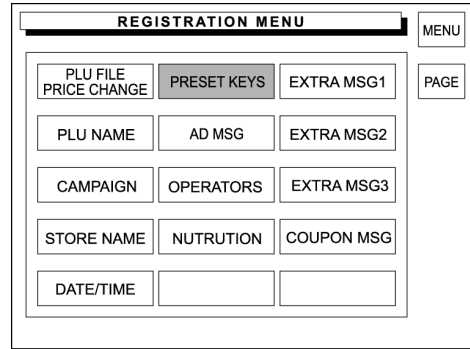 REGISTRATION MENU
MENU
PAGE
PLU FILE
PRICE CHANGE
PRESET KEYS
EXTRA MSG1
PLU NAME
AD MSG
EXTRA MSG2
CAMPAIGN
OPERATORS
EXTRA MSG3
STORE NAME
NUTRUTION
COUPON MSG
DATE/TIME